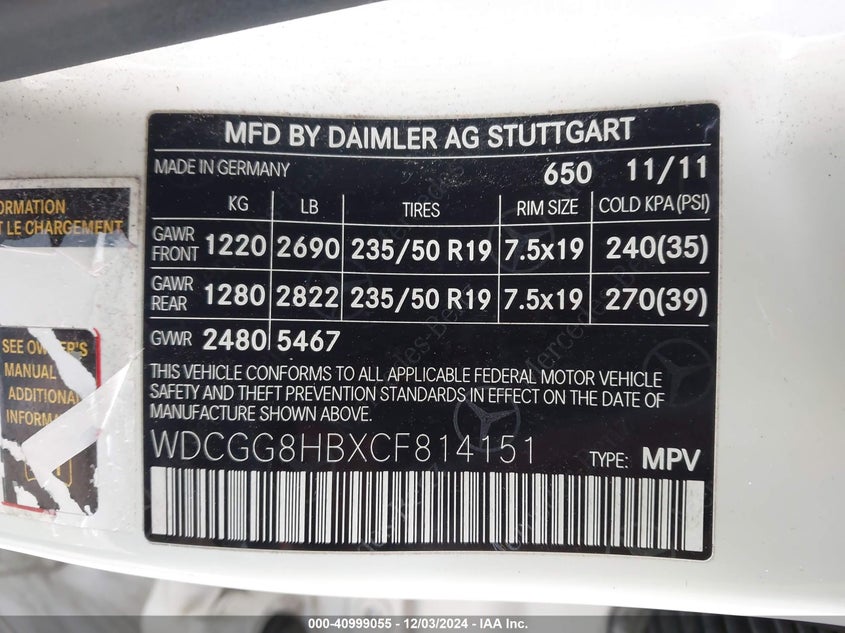 MFD BY DAIMLER AG STUTTGART
MADE IN GERMANY 650 11/11
KG LB TIRES RIM SIZE COLD KPA (PSI)
GAWR FRONT 1220 2690 235/50 R19 7.5x19 240(35)
GAWR REAR 1280 2822 235/50 R19 7.5x19 270(39)
GVWR 2480 5467
THIS VEHICLE CONFORMS TO ALL APPLICABLE FEDERAL MOTOR VEHICLE
SAFETY AND THEFT PREVENTION STANDARDS IN EFFECT ON THE DATE OF
MANUFACTURE SHOWN ABOVE.
WDCGG8HBXCF814151 TYPE: MPV
LE CHARGEMENT
SEE OWNER'S
MANUAL
ADDITIONAL
000-40999055 - 12/03/2024 - IAA Inc.